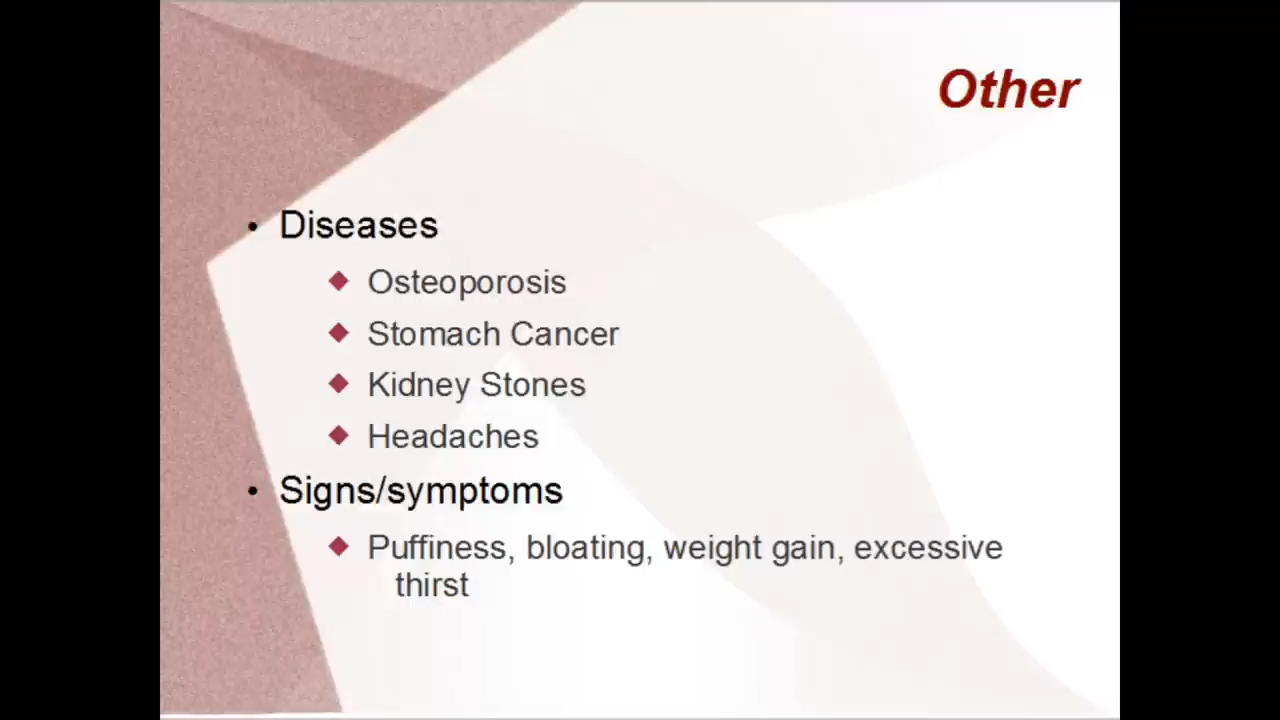 Other
• Diseases
◆ Osteoporosis
◆ Stomach Cancer
◆ Kidney Stones
◆ Headaches
• Signs/symptoms
◆ Puffiness, bloating, weight gain, excessive
thirst